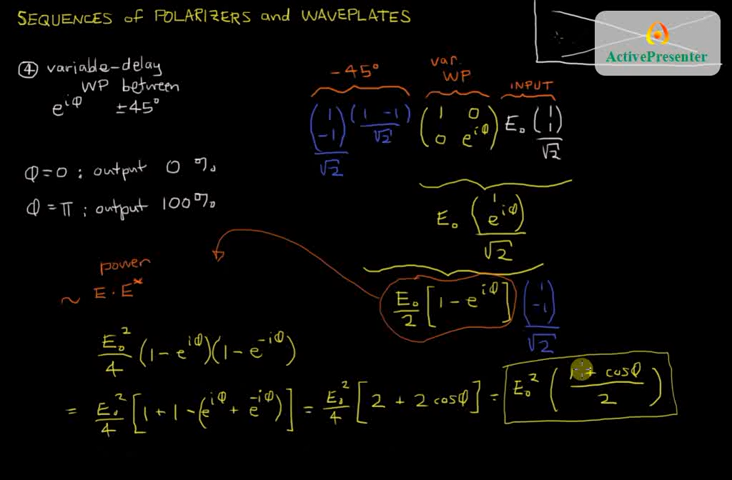 SEQUENCES OF POLARIZERS and WAVEPLATES
ActivePresenter
④ variable-delay
WP between
e^{iφ} ±45°
-45°
var.
WP
INPUT
(1 -1)/√2 (1 -1)/√2 (1 0 0 e^{iφ}) E₀ (1 1)/√2
φ=0 : output 0 %
φ=π ; output 100%
E₀ (1 e^{iφ})/√2
power
~ E·E*
E₀/2 [1 - e^{iφ}] (1 -1)/√2
E₀²/4 (1-e^{iφ})(1-e^{-iφ})
= E₀²/4 [1+1-(e^{iφ}+e^{-iφ})] = E₀²/4 [2 + 2 cosφ] = E₀² (1+ cosφ / 2)